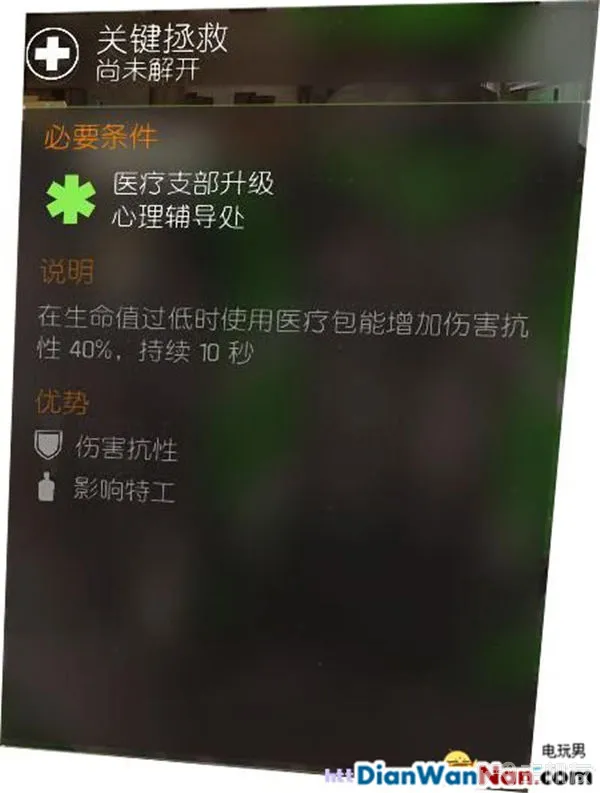 关键拯救
尚未解开
必要条件
医疗支部升级
心理辅导处
说明
在生命值过低时使用医疗包能增加伤害抗
性 40%，持续 10 秒
优势
伤害抗性
影响特工
电玩男
DianWanNan.com